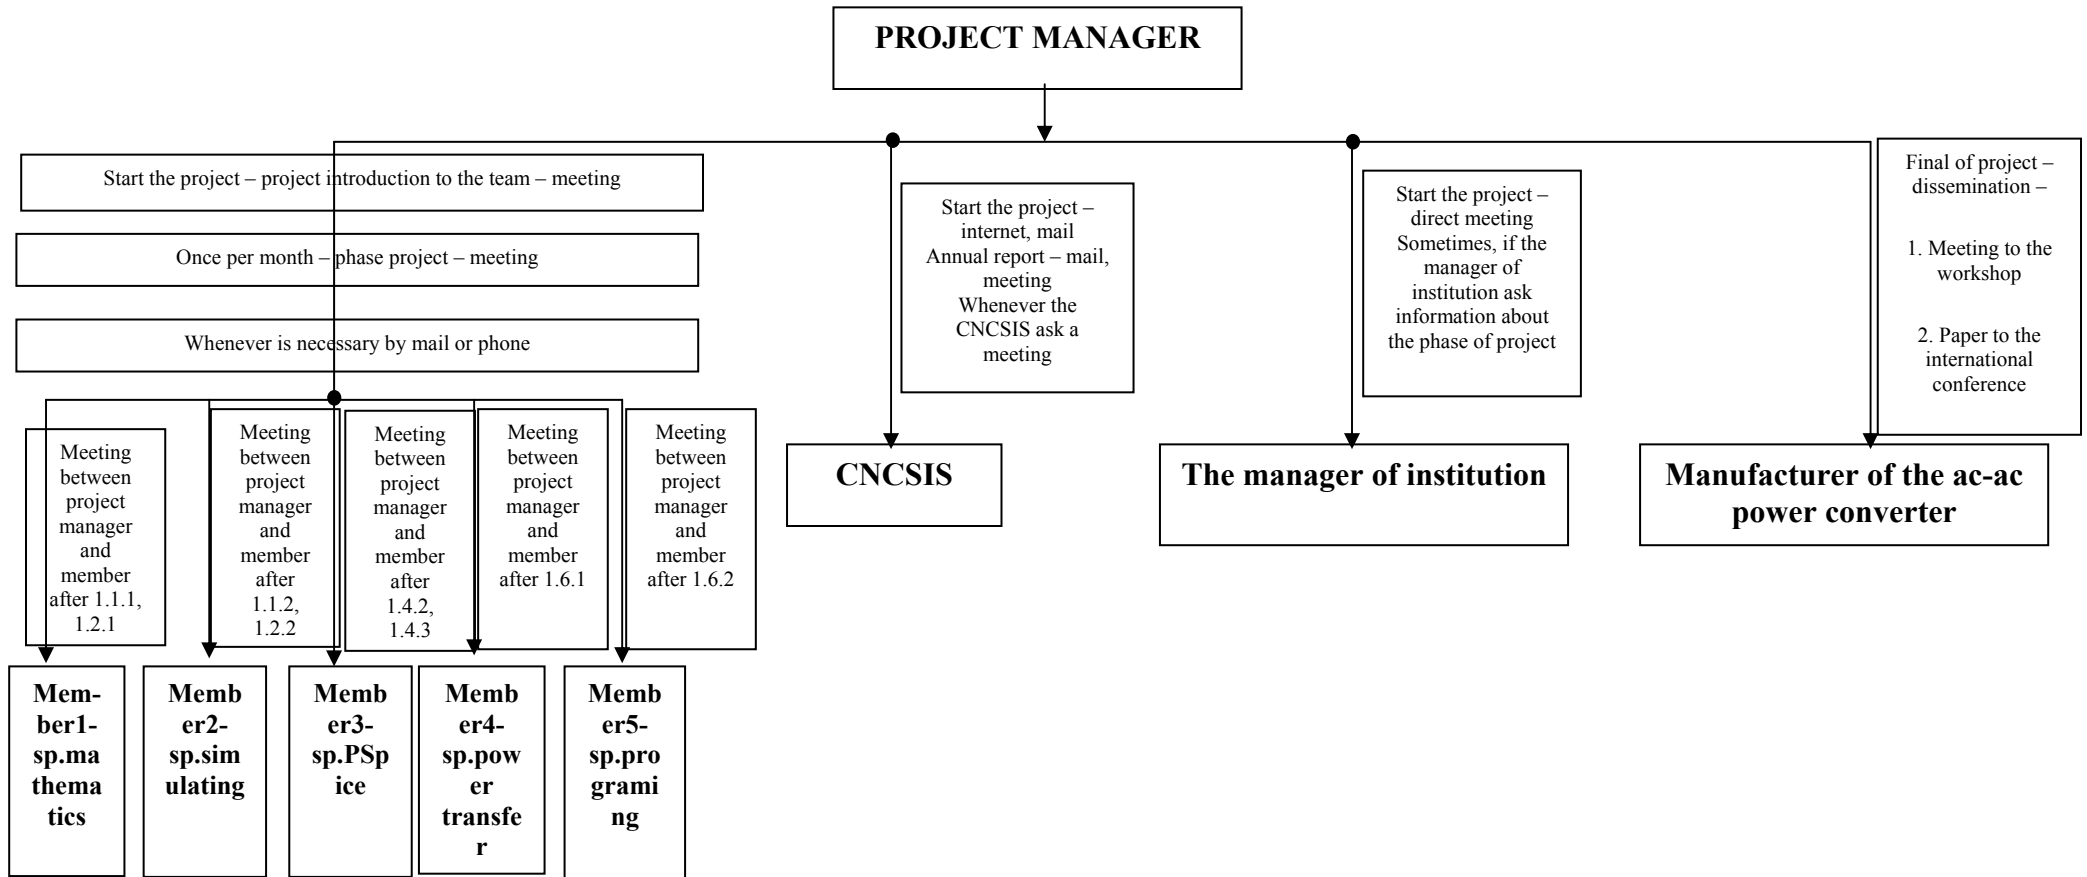 PROJECT MANAGER
Start the project – project introduction to the team – meeting
Once per month – phase project – meeting
Whenever is necessary by mail or phone
Start the project –
internet, mail
Annual report – mail,
meeting
Whenever the
CNCSIS ask a
meeting
Start the project –
direct meeting
Sometimes, if the
manager of
institution ask
information about
the phase of project
Final of project –
dissemination –
1. Meeting to the
workshop
2. Paper to the
international
conference
Meeting
between
project
manager
and
member
after 1.1.1,
1.2.1
Meeting
between
project
manager
and
member
after
1.1.2,
1.2.2
Meeting
between
project
manager
and
member
after
1.4.2,
1.4.3
Meeting
between
project
manager
and
member
after 1.6.1
Meeting
between
project
manager
and
member
after 1.6.2
CNCSIS
The manager of institution
Manufacturer of the ac-ac
power converter
Mem-
ber1-
sp.ma
thema
tics
Memb
er2-
sp.sim
ulating
Memb
er3-
sp.PSp
ice
Memb
er4-
sp.pow
er
transfe
r
Memb
er5-
sp.pro
grami
ng